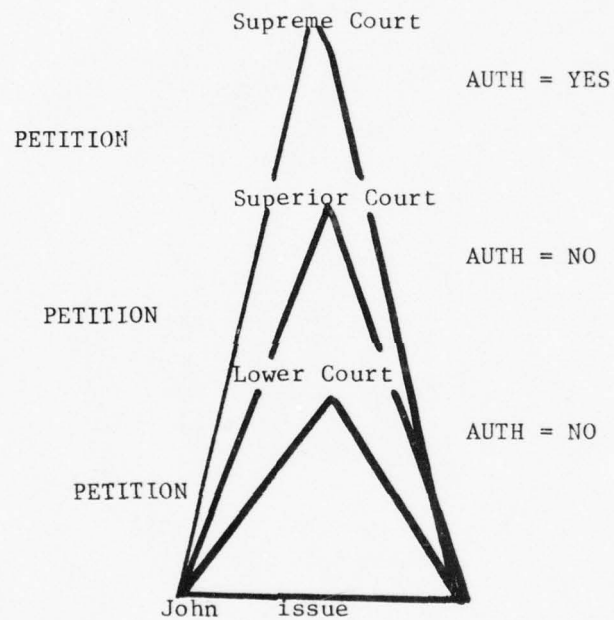 Supreme Court
AUTH = YES
PETITION
Superior Court
AUTH = NO
PETITION
Lower Court
AUTH = NO
PETITION
John issue